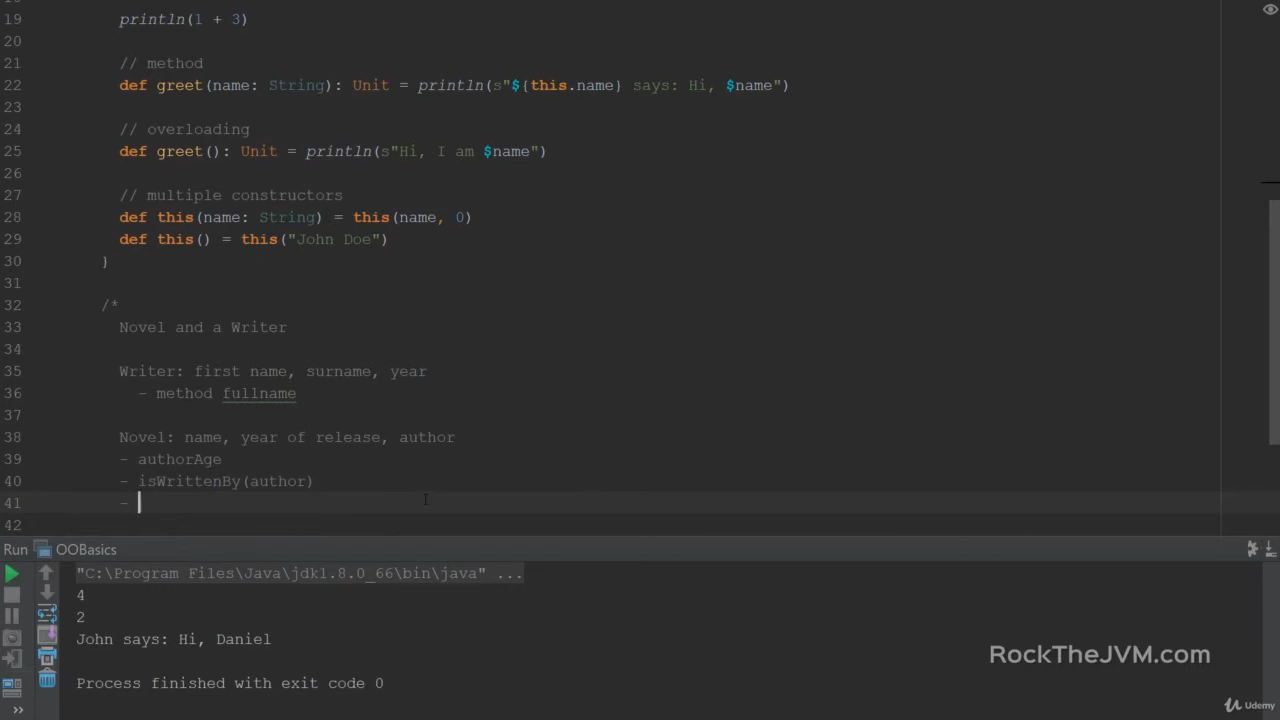 19 println(1 + 3)
20
21 // method
22 def greet(name: String): Unit = println(s"${this.name} says: Hi, $name")
23
24 // overloading
25 def greet(): Unit = println(s"Hi, I am $name")
26
27 // multiple constructors
28 def this(name: String) = this(name, 0)
29 def this() = this("John Doe")
30 }
31
32 /*
33 Novel and a Writer
34
35 Writer: first name, surname, year
36 - method fullname
37
38 Novel: name, year of release, author
39 - authorAge
40 - isWrittenBy(author)
41 -
42
Run OOBasics
"C:\Program Files\Java\jdk1.8.0_66\bin\java" ...
4
2
John says: Hi, Daniel
Process finished with exit code 0
RockTheJVM.com
Udemy